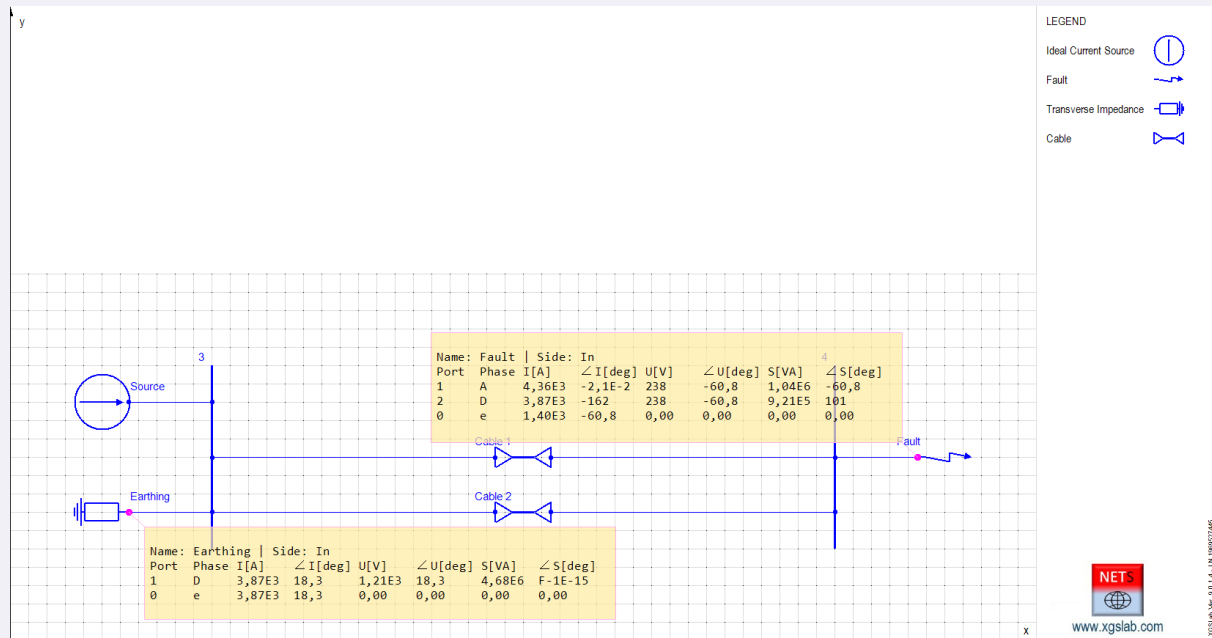 y
LEGEND
Ideal Current Source
Fault
Transverse Impedance
Cable
3
Source
Name: Fault | Side: In
4
Port Phase I[A] ∠I[deg] U[V] ∠U[deg] S[VA] ∠S[deg]
1 A 4,36E3 -2,1E-2 238 -60,8 1,04E6 -60,8
2 D 3,87E3 -162 238 -60,8 9,21E5 101
0 e 1,40E3 -60,8 0,00 0,00 0,00 0,00
Cable 1
Fault
Earthing
Cable 2
Name: Earthing | Side: In
Port Phase I[A] ∠I[deg] U[V] ∠U[deg] S[VA] ∠S[deg]
1 D 3,87E3 18,3 1,21E3 18,3 4,68E6 F-1E-15
0 e 3,87E3 18,3 0,00 0,00 0,00 0,00
NETS
www.xgslab.com
x